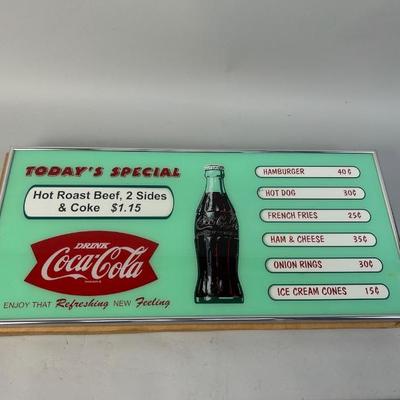 TODAY'S SPECIAL
Hot Roast Beef, 2 Sides
& Coke $1.15
DRINK
Coca-Cola
ENJOY THAT Refreshing NEW Feeling
HAMBURGER 40¢
HOT DOG 30¢
FRENCH FRIES 25¢
HAM & CHEESE 35¢
ONION RINGS 30¢
ICE CREAM CONES 15¢